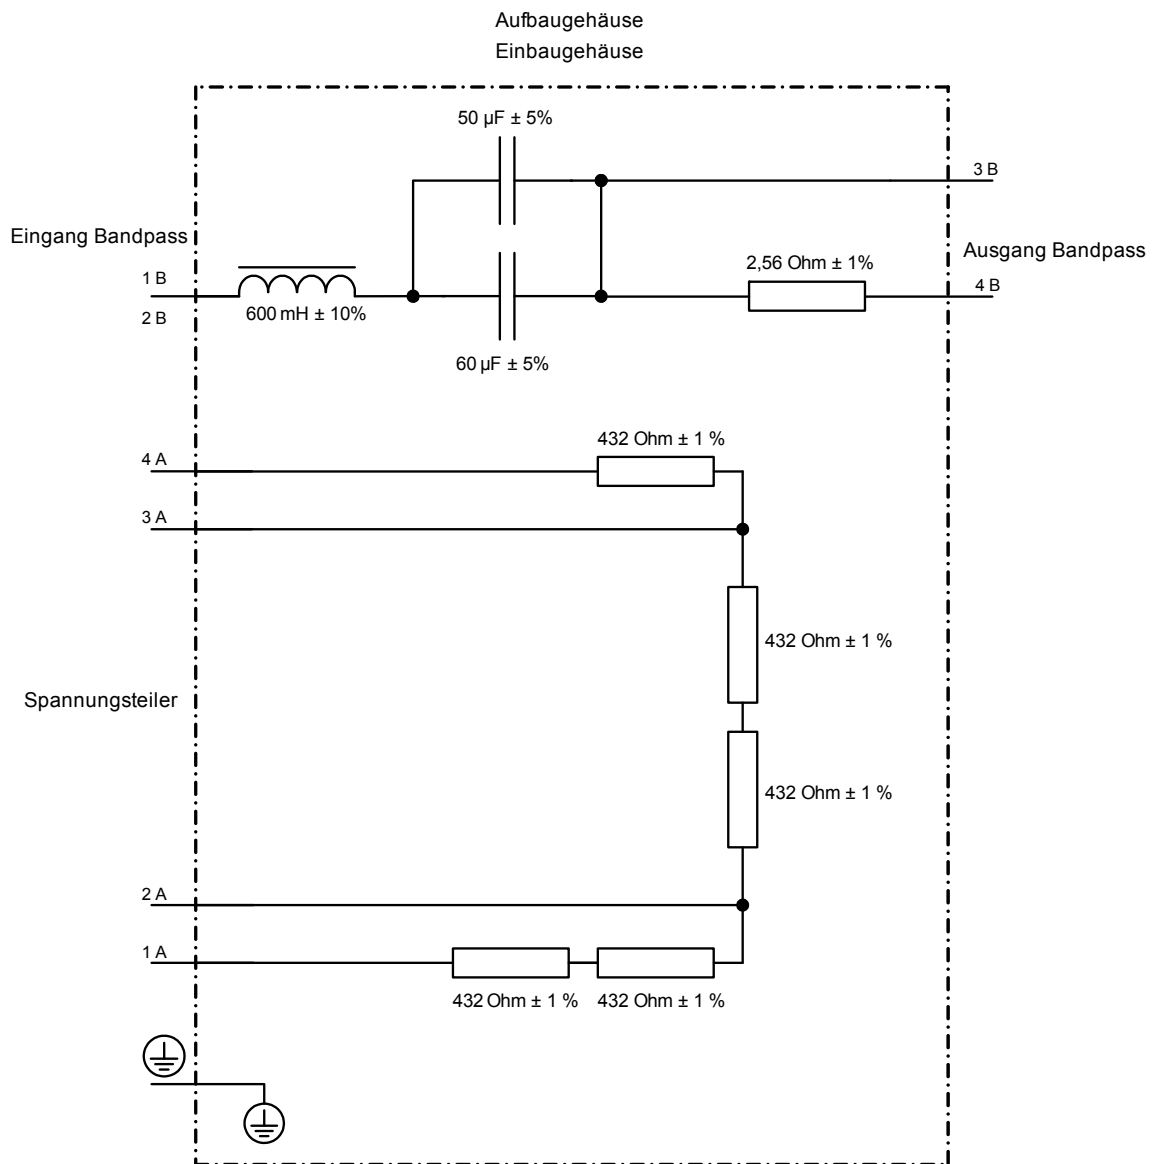 Aufbaugehäuse
Einbaugehäuse
50 µF ± 5%
3 B
Eingang Bandpass
Ausgang Bandpass
2,56 Ohm ± 1%
1 B
4 B
600 mH ± 10%
2 B
60 µF ± 5%
432 Ohm ± 1 %
4 A
3 A
432 Ohm ± 1 %
Spannungsteiler
432 Ohm ± 1 %
2 A
1 A
432 Ohm ± 1 %
432 Ohm ± 1 %